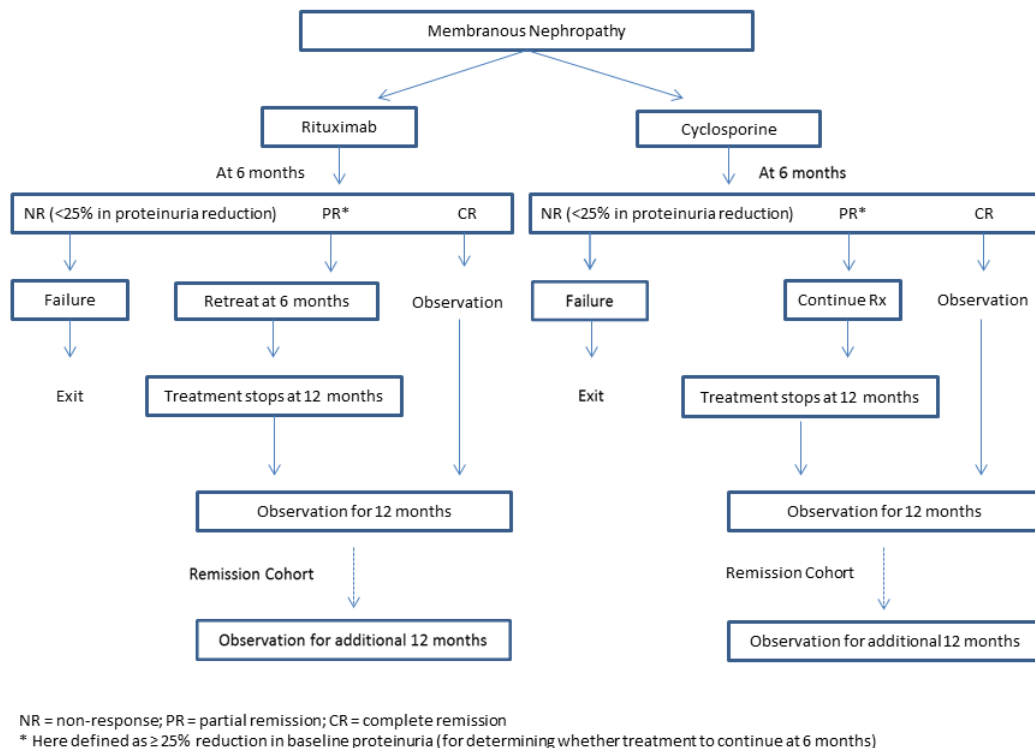 Membranous Nephropathy
Rituximab
Cyclosporine
At 6 months
At 6 months
NR (<25% in proteinuria reduction) PR* CR
NR (<25% in proteinuria reduction) PR* CR
Failure
Retreat at 6 months
Observation
Failure
Continue Rx
Observation
Exit
Treatment stops at 12 months
Exit
Treatment stops at 12 months
Observation for 12 months
Observation for 12 months
Remission Cohort
Remission Cohort
Observation for additional 12 months
Observation for additional 12 months
NR = non-response; PR = partial remission; CR = complete remission
* Here defined as ≥ 25% reduction in baseline proteinuria (for determining whether treatment to continue at 6 months)